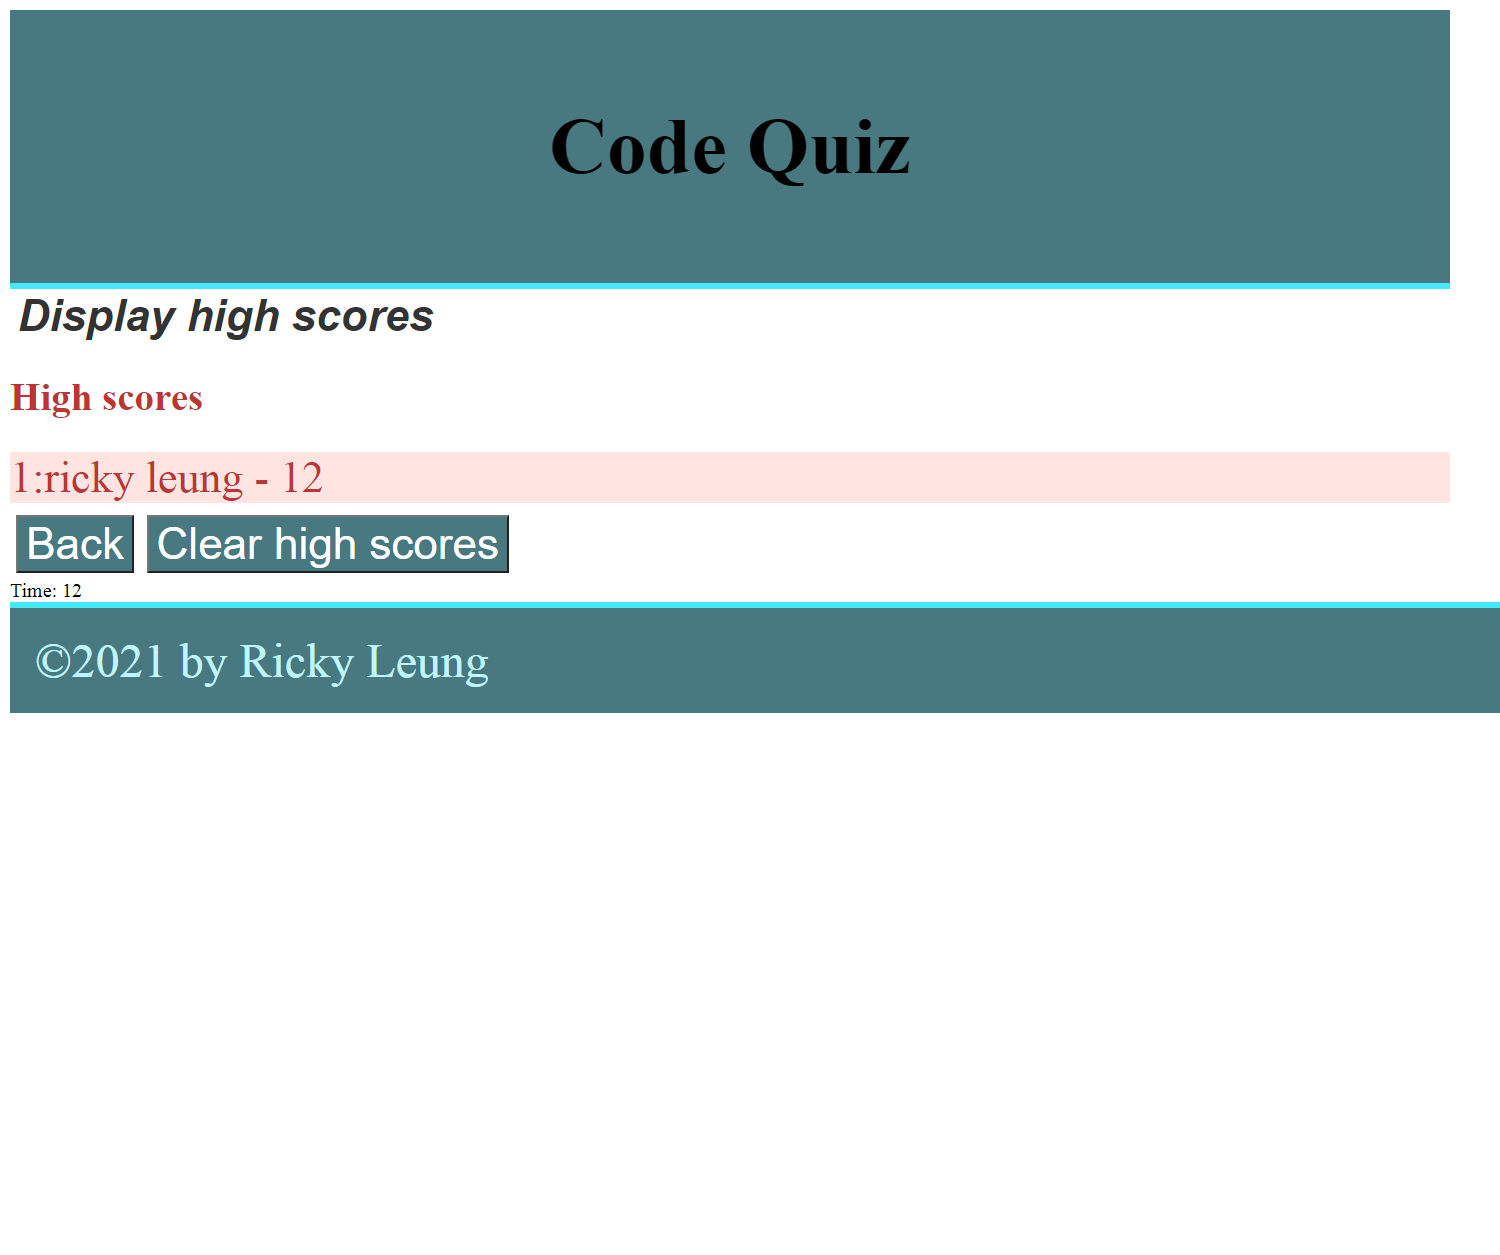 Code Quiz
Display high scores
High scores
1:ricky leung - 12
Back Clear high scores
Time: 12
©2021 by Ricky Leung